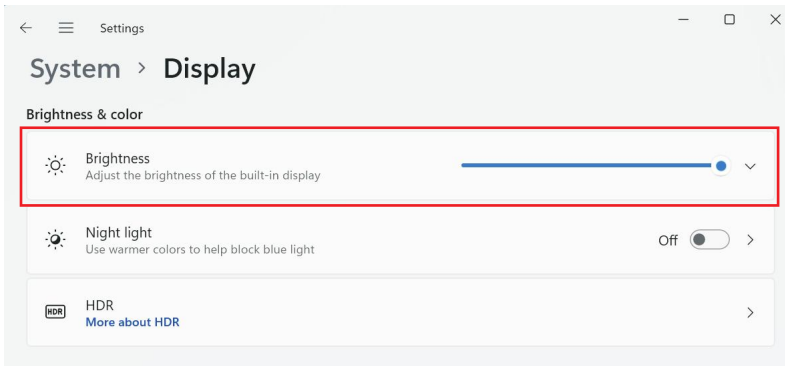 Settings
System > Display
Brightness & color
Brightness
Adjust the brightness of the built-in display
Night light
Use warmer colors to help block blue light
Off
HDR
HDR
More about HDR